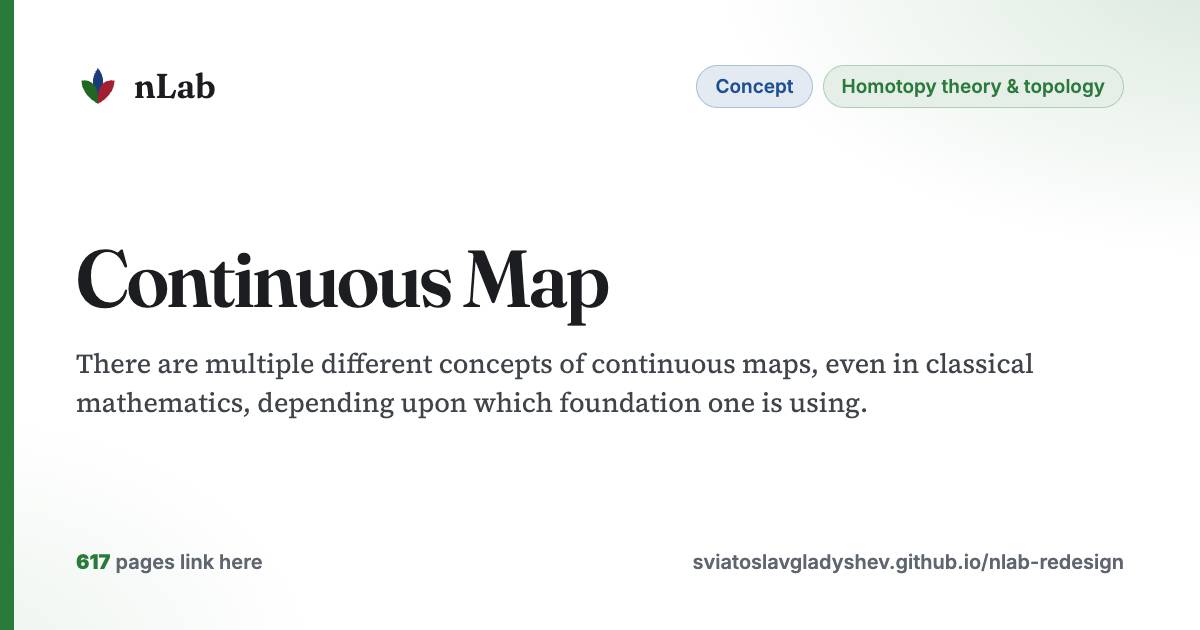 nLab
Concept
Homotopy theory & topology
Continuous Map
There are multiple different concepts of continuous maps, even in classical
mathematics, depending upon which foundation one is using.
617 pages link here
sviatoslavgladyshev.github.io/nlab-redesign